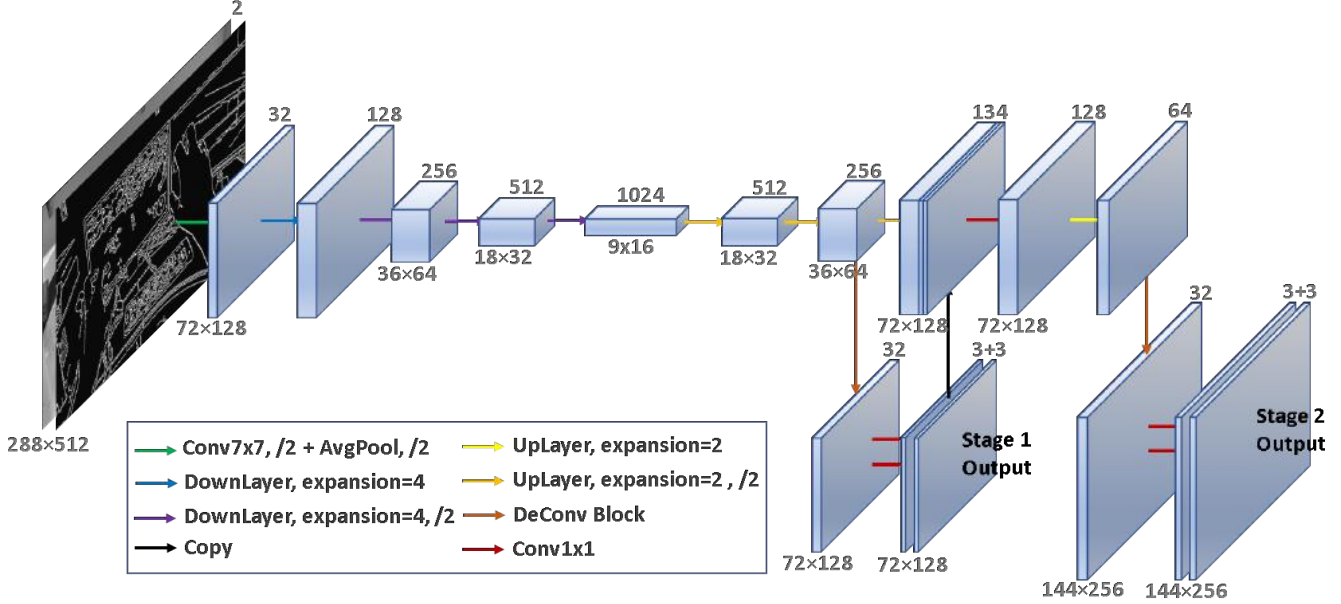 2
32
128
134
128
64
256
512
1024
512
256
9x16
18×32
18×32
36×64
36×64
72×128
72×128
72×128
288×512
32
3+3
32
3+3
Stage 1
Output
Stage 2
Output
72×128
72×128
144×256
144×256
Conv7x7, /2 + AvgPool, /2
DownLayer, expansion=4
DownLayer, expansion=4, /2
Copy
UpLayer, expansion=2
UpLayer, expansion=2 , /2
DeConv Block
Conv1x1